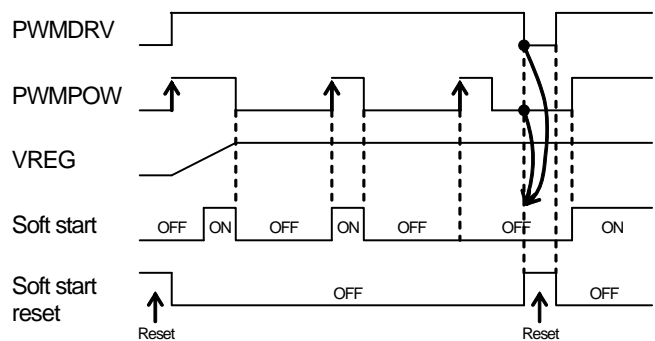 PWMDRV
PWMPOW
VREG
Soft start
OFF ON OFF ON OFF OFF ON
Soft start
reset
OFF OFF
Reset Reset